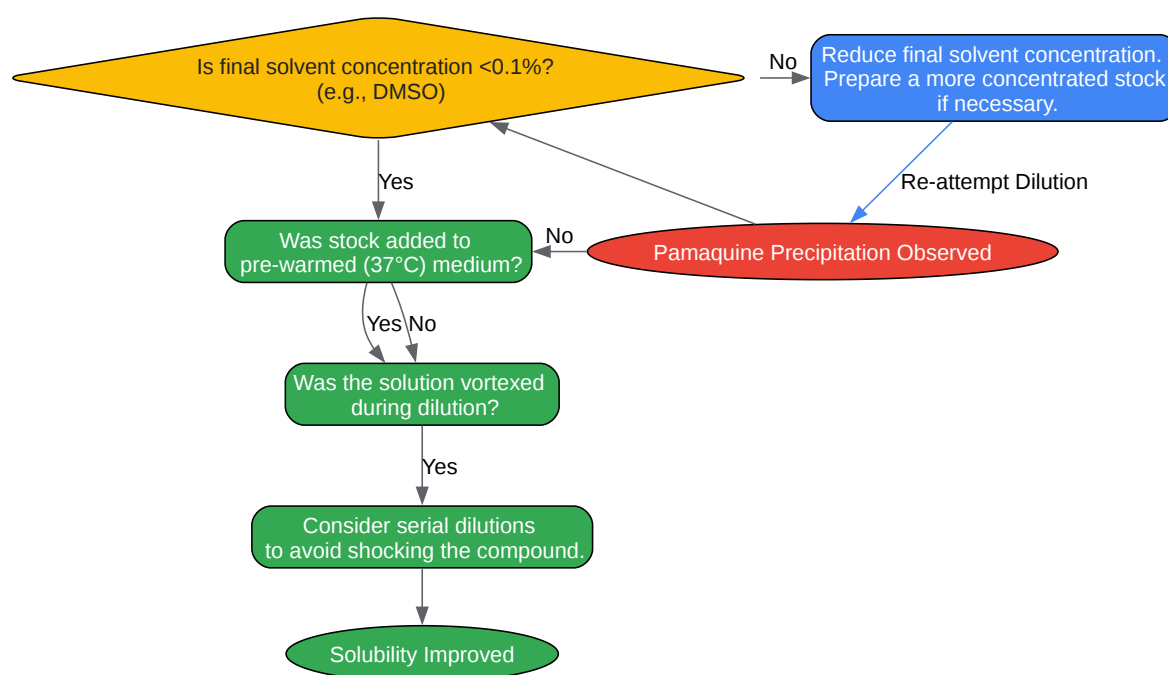 Is final solvent concentration <0.1%?
(e.g., DMSO)
No
Reduce final solvent concentration.
Prepare a more concentrated stock
if necessary.
Yes
Re-attempt Dilution
Was stock added to
pre-warmed (37°C) medium?
No
Pamaquine Precipitation Observed
Yes
No
Was the solution vortexed
during dilution?
Yes
Consider serial dilutions
to avoid shocking the compound.
Solubility Improved